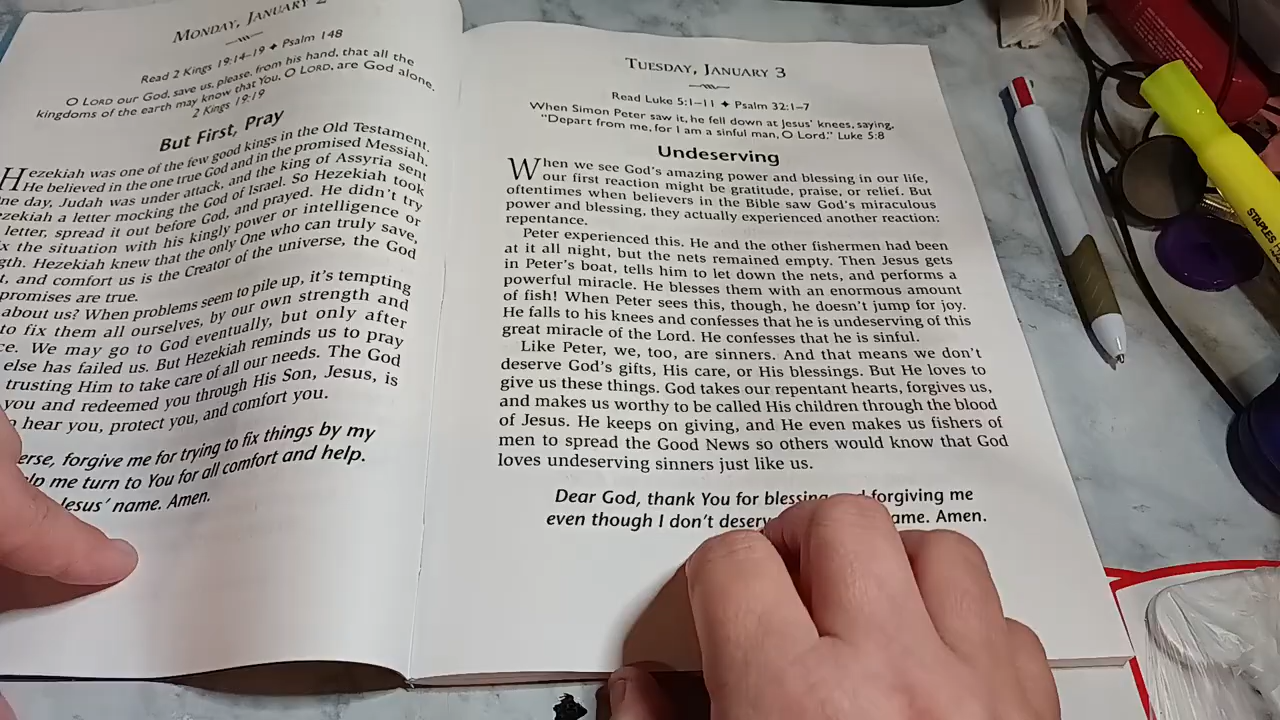 MONDAY, JANUARY 2
Read 2 Kings 19:14–19 ✦ Psalm 148
O LORD our God, save us, please, from his hand, that all the
kingdoms of the earth may know that You, O LORD, are God alone.
2 Kings 19:19
But First, Pray
Hezekiah was one of the few good kings in the Old Testament.
He believed in the one true God and in the promised Messiah.
ne day, Judah was under attack, and the king of Assyria sent
ezekiah a letter mocking the God of Israel. So Hezekiah took
letter, spread it out before God, and prayed. He didn't try
x the situation with his kingly power or intelligence or
gth. Hezekiah knew that the only One who can truly save,
t, and comfort us is the Creator of the universe, the God
promises are true.
about us? When problems seem to pile up, it's tempting
to fix them all ourselves, by our own strength and
ce. We may go to God eventually, but only after
else has failed us. But Hezekiah reminds us to pray
trusting Him to take care of all our needs. The God
you and redeemed you through His Son, Jesus, is
o hear you, protect you, and comfort you.
erse, forgive me for trying to fix things by my
lp me turn to You for all comfort and help.
Jesus' name. Amen.
TUESDAY, JANUARY 3
Read Luke 5:1–11 ✦ Psalm 32:1–7
When Simon Peter saw it, he fell down at Jesus' knees, saying,
"Depart from me, for I am a sinful man, O Lord." Luke 5:8
Undeserving
When we see God's amazing power and blessing in our life,
our first reaction might be gratitude, praise, or relief. But
oftentimes when believers in the Bible saw God's miraculous
power and blessing, they actually experienced another reaction:
repentance.
Peter experienced this. He and the other fishermen had been
at it all night, but the nets remained empty. Then Jesus gets
in Peter's boat, tells him to let down the nets, and performs a
powerful miracle. He blesses them with an enormous amount
of fish! When Peter sees this, though, he doesn't jump for joy.
He falls to his knees and confesses that he is undeserving of this
great miracle of the Lord. He confesses that he is sinful.
Like Peter, we, too, are sinners. And that means we don't
deserve God's gifts, His care, or His blessings. But He loves to
give us these things. God takes our repentant hearts, forgives us,
and makes us worthy to be called His children through the blood
of Jesus. He keeps on giving, and He even makes us fishers of
men to spread the Good News so others would know that God
loves undeserving sinners just like us.
Dear God, thank You for blessing forgiving me
even though I don't deserv ame. Amen.
STAPLES